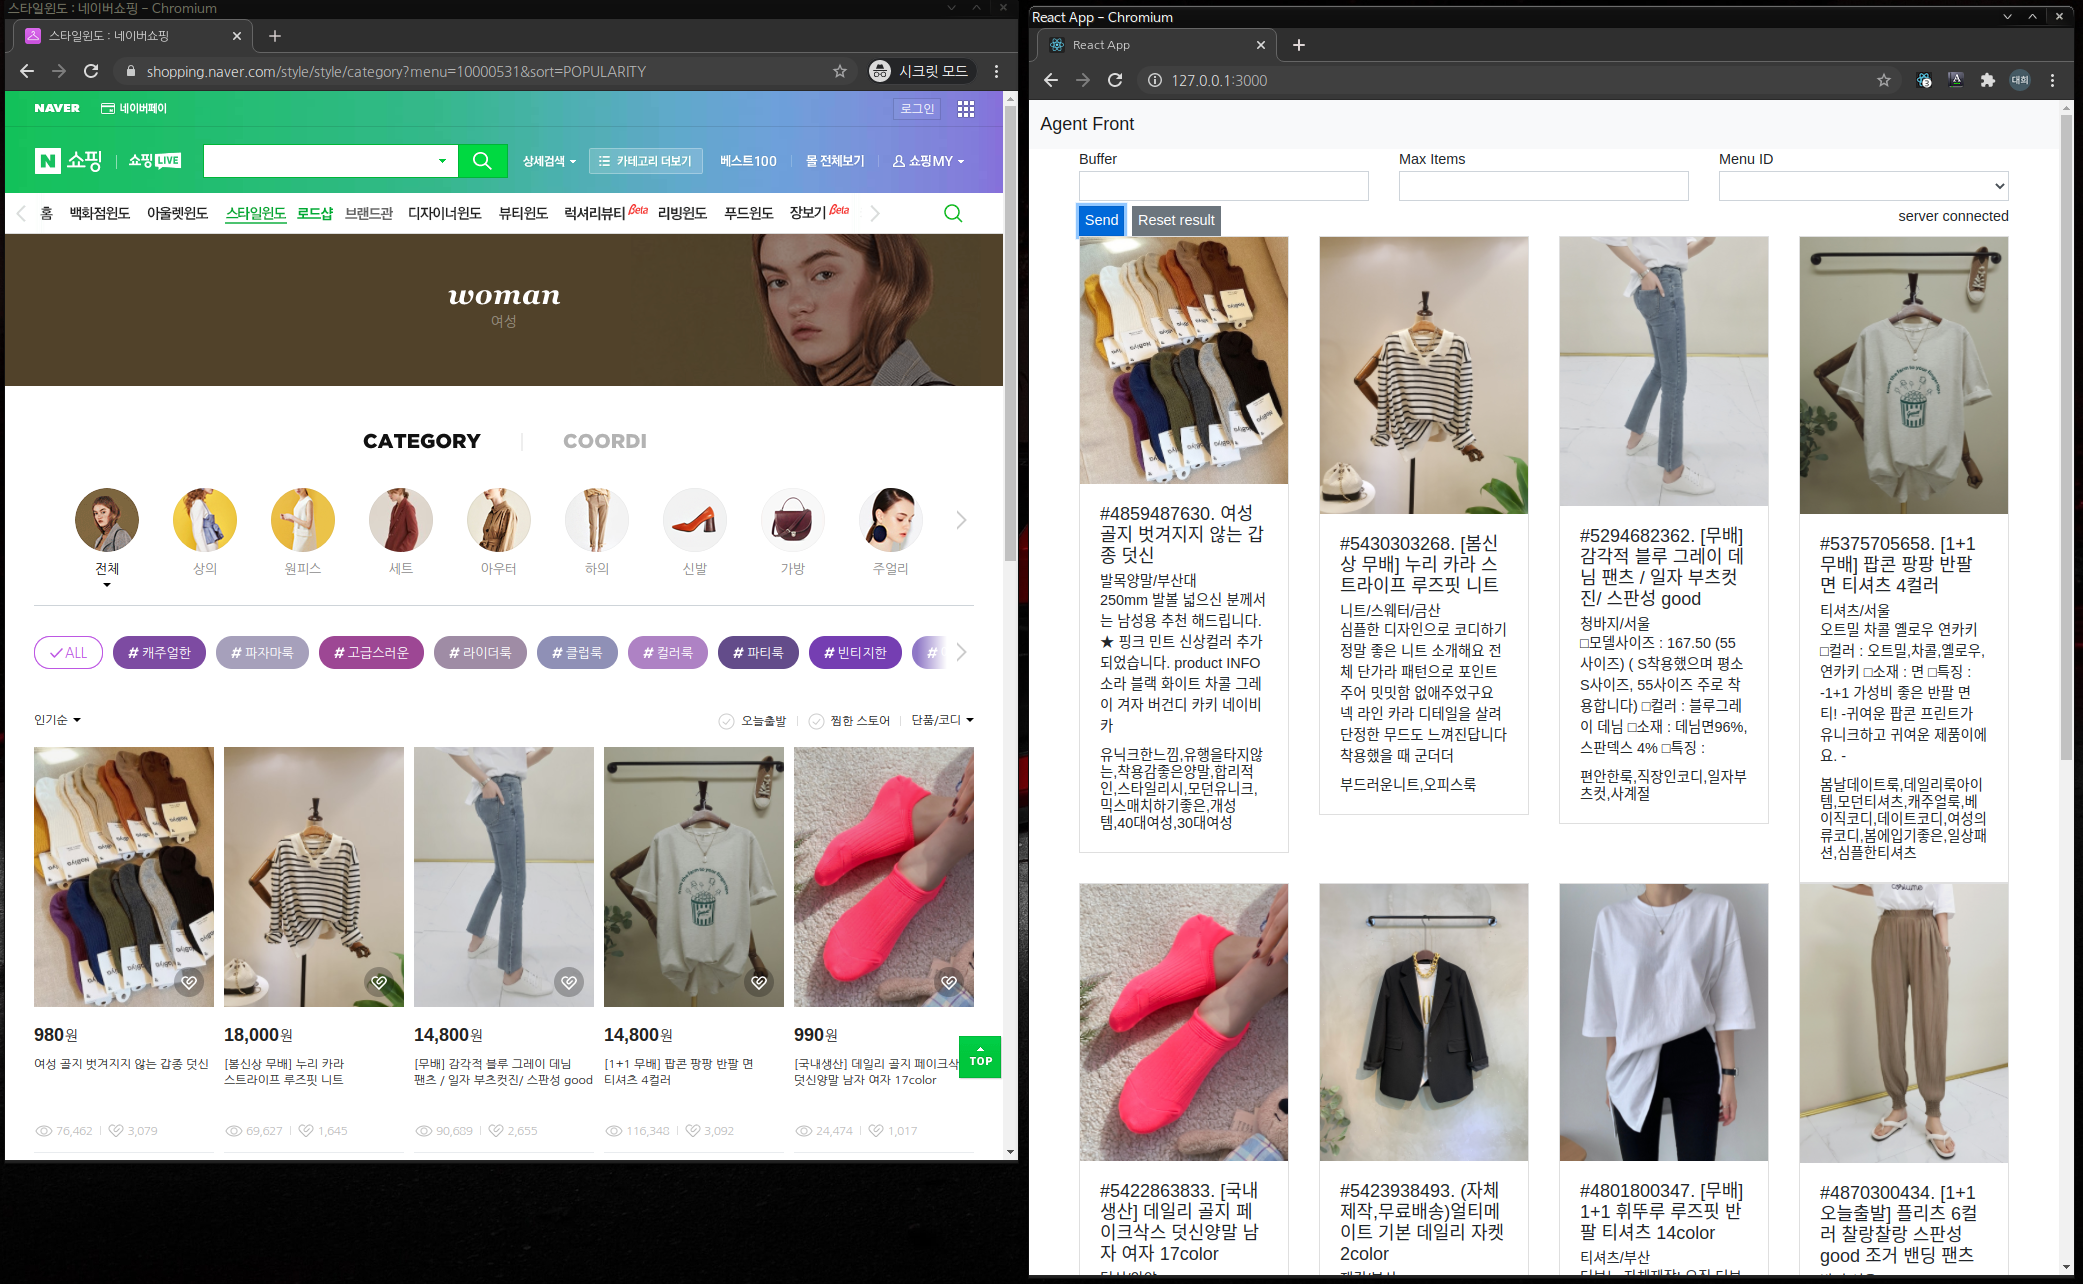 스타일윈도 : 네이버쇼핑 – Chromium
스타일윈도 : 네이버쇼핑
shopping.naver.com/style/style/category?menu=10000531&sort=POPULARITY
시크릿 모드
NAVER
네이버페이
로그인
N 쇼핑
쇼핑LIVE
상세검색
카테고리 더보기
베스트100
몰 전체보기
쇼핑MY
홈
백화점윈도
아울렛윈도
스타일윈도
로드샵
브랜드관
디자이너윈도
뷰티윈도
럭셔리뷰티 Beta
리빙윈도
푸드윈도
장보기 Beta
woman
여성
CATEGORY
COORDI
전체
상의
원피스
세트
아우터
하의
신발
가방
주얼리
ALL
# 캐주얼한
# 파자마룩
# 고급스러운
# 라이더룩
# 클럽룩
# 컬러룩
# 파티룩
# 빈티지한
#
인기순
오늘출발
찜한 스토어
단품/코디
980원
여성 골지 벗겨지지 않는 갑종 덧신
76,462
3,079
18,000원
[봄신상 무배] 누리 카라
스트라이프 루즈핏 니트
69,627
1,645
14,800원
[무배] 감각적 블루 그레이 데님
팬츠 / 일자 부츠컷진/ 스판성 good
90,689
2,655
14,800원
[1+1 무배] 팝콘 팡팡 반팔 면
티셔츠 4컬러
116,348
3,092
990원
[국내생산] 데일리 골지 페이크삭
덧신양말 남자 여자 17color
24,474
1,017
TOP
React App – Chromium
React App
127.0.0.1:3000
3
A
대희
Agent Front
Buffer
Max Items
Menu ID
Send
Reset result
server connected
#4859487630. 여성
골지 벗겨지지 않는 갑
종 덧신
발목양말/부산대
250mm 발볼 넓으신 분께서
는 남성용 추천 해드립니다.
★ 핑크 민트 신상컬러 추가
되었습니다. product INFO
소라 블랙 화이트 차콜 그레
이 겨자 버건디 카키 네이비
카
유닉크한느낌,유행을타지않
는,착용감좋은양말,합리적
인,스타일리시,모던유니크,
믹스매치하기좋은,개성
템,40대여성,30대여성
#5430303268. [봄신
상 무배] 누리 카라 스
트라이프 루즈핏 니트
니트/스웨터/금산
심플한 디자인으로 코디하기
정말 좋은 니트 소개해요 전
체 단가라 패턴으로 포인트
주어 밋밋함 없애주었구요
넥 라인 카라 디테일을 살려
단정한 무드도 느껴진답니다
착용했을 때 군더더
부드러운니트,오피스룩
#5294682362. [무배]
감각적 블루 그레이 데
님 팬츠 / 일자 부츠컷
진/ 스판성 good
청바지/서울
□모델사이즈 : 167.50 (55
사이즈) ( S착용했으며 평소
S사이즈, 55사이즈 주로 착
용합니다) □컬러 : 블루그레
이 데님 □소재 : 데님면96%,
스판덱스 4% □특징 :
편안한룩,직장인코디,일자부
츠컷,사계절
#5375705658. [1+1
무배] 팝콘 팡팡 반팔
면 티셔츠 4컬러
티셔츠/서울
오트밀 차콜 옐로우 연카키
□컬러 : 오트밀,차콜,옐로우,
연카키 □소재 : 면 □특징 :
-1+1 가성비 좋은 반팔 면
티! -귀여운 팝콘 프린트가
유니크하고 귀여운 제품이에
요. -
봄날데이트룩,데일리룩아이
템,모던티셔츠,캐주얼룩,베
이직코디,데이트코디,여성의
류코디,봄에입기좋은,일상패
션,심플한티셔츠
#5422863833. [국내
생산] 데일리 골지 페
이크삭스 덧신양말 남
자 여자 17color
#5423938493. (자체
제작,무료배송)얼티메
이트 기본 데일리 자켓
2color
#4801800347. [무배]
1+1 휘뚜루 루즈핏 반
팔 티셔츠 14color
티셔츠/부산
#4870300434. [1+1
오늘출발] 플리츠 6컬
러 찰랑찰랑 스판성
good 조거 밴딩 팬츠